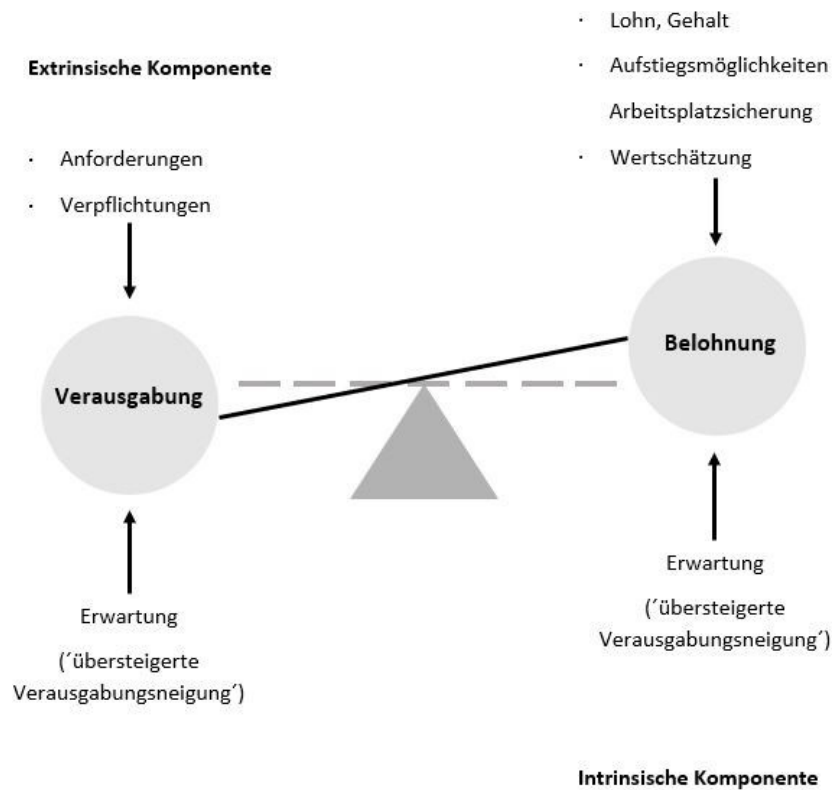 · Lohn, Gehalt
Extrinsische Komponente
· Aufstiegsmöglichkeiten
Arbeitsplatzsicherung
· Anforderungen
· Wertschätzung
· Verpflichtungen
Belohnung
Verausgabung
Erwartung
(´übersteigerte
Verausgabungsneigung´)
Erwartung
(´übersteigerte
Verausgabungsneigung´)
Intrinsische Komponente